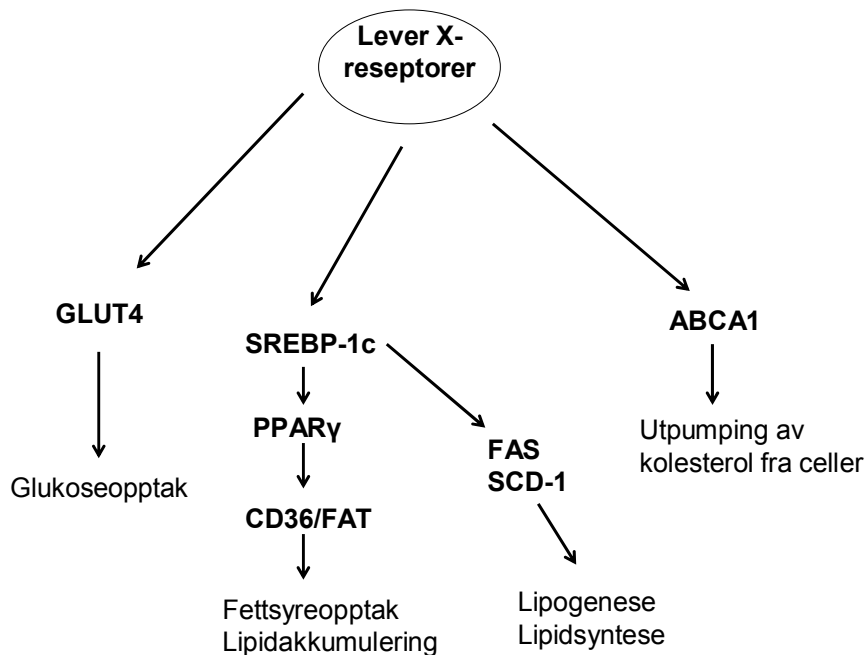 Lever X-
reseptorer
GLUT4
Glukoseopptak
SREBP-1c
PPARγ
CD36/FAT
Fettsyreopptak
Lipidakkumulering
FAS
SCD-1
Lipogenese
Lipidsyntese
ABCA1
Utpumping av
kolesterol fra celler